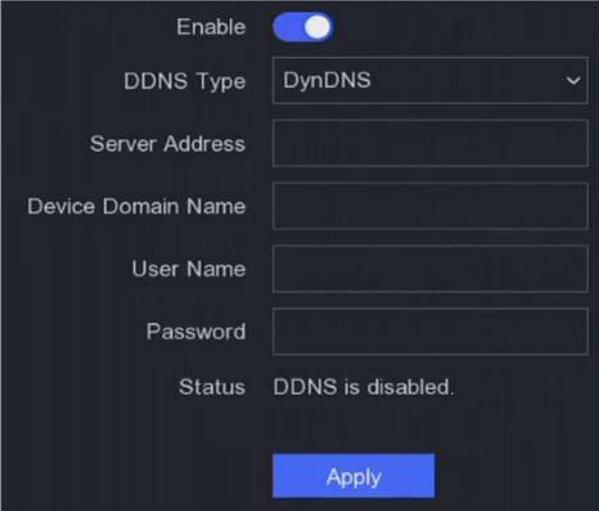 Enable
DDNS Type DynDNS
Server Address
Device Domain Name
User Name
Password
Status DDNS is disabled.
Apply